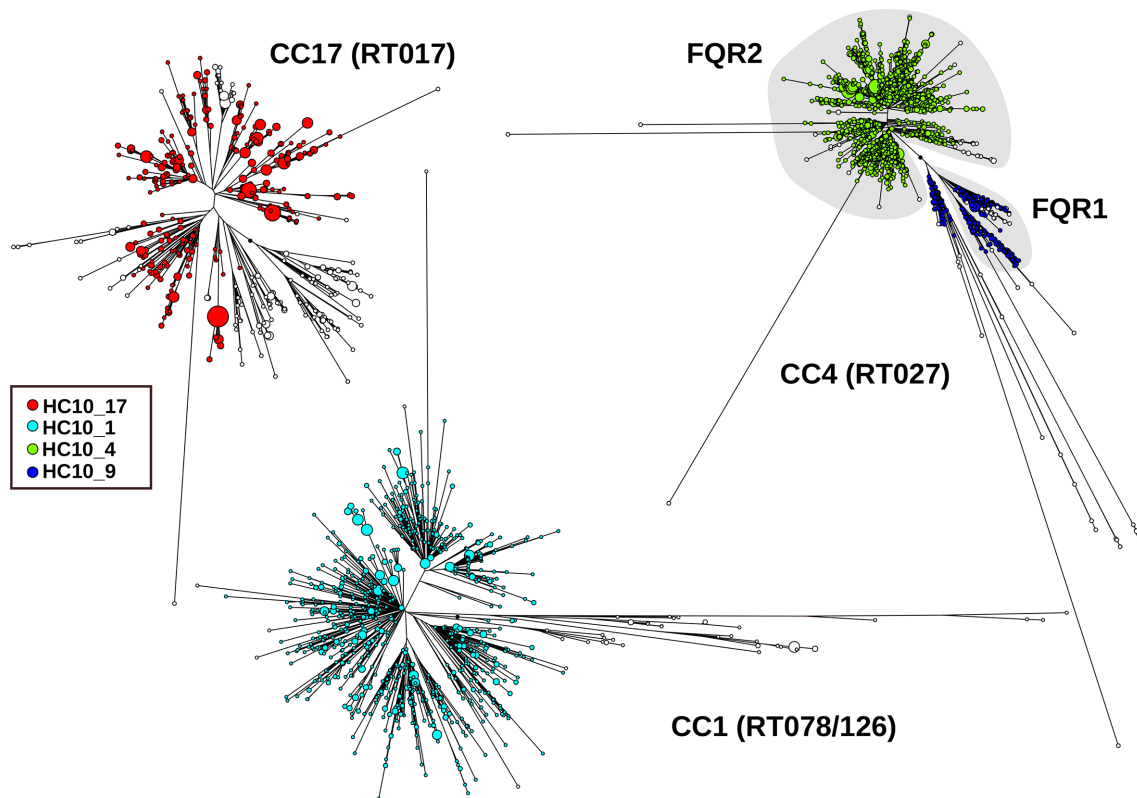 CC17 (RT017)
FQR2
FQR1
CC4 (RT027)
HC10_17
HC10_1
HC10_4
HC10_9
CC1 (RT078/126)